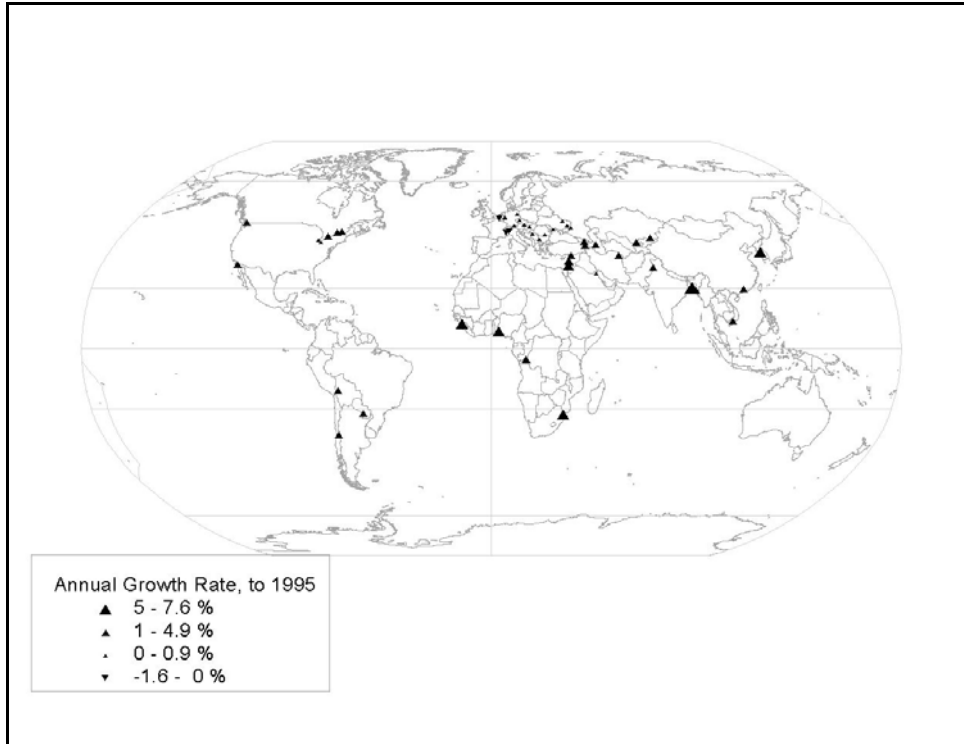 Annual Growth Rate, to 1995
5 - 7.6 %
1 - 4.9 %
0 - 0.9 %
-1.6 - 0 %